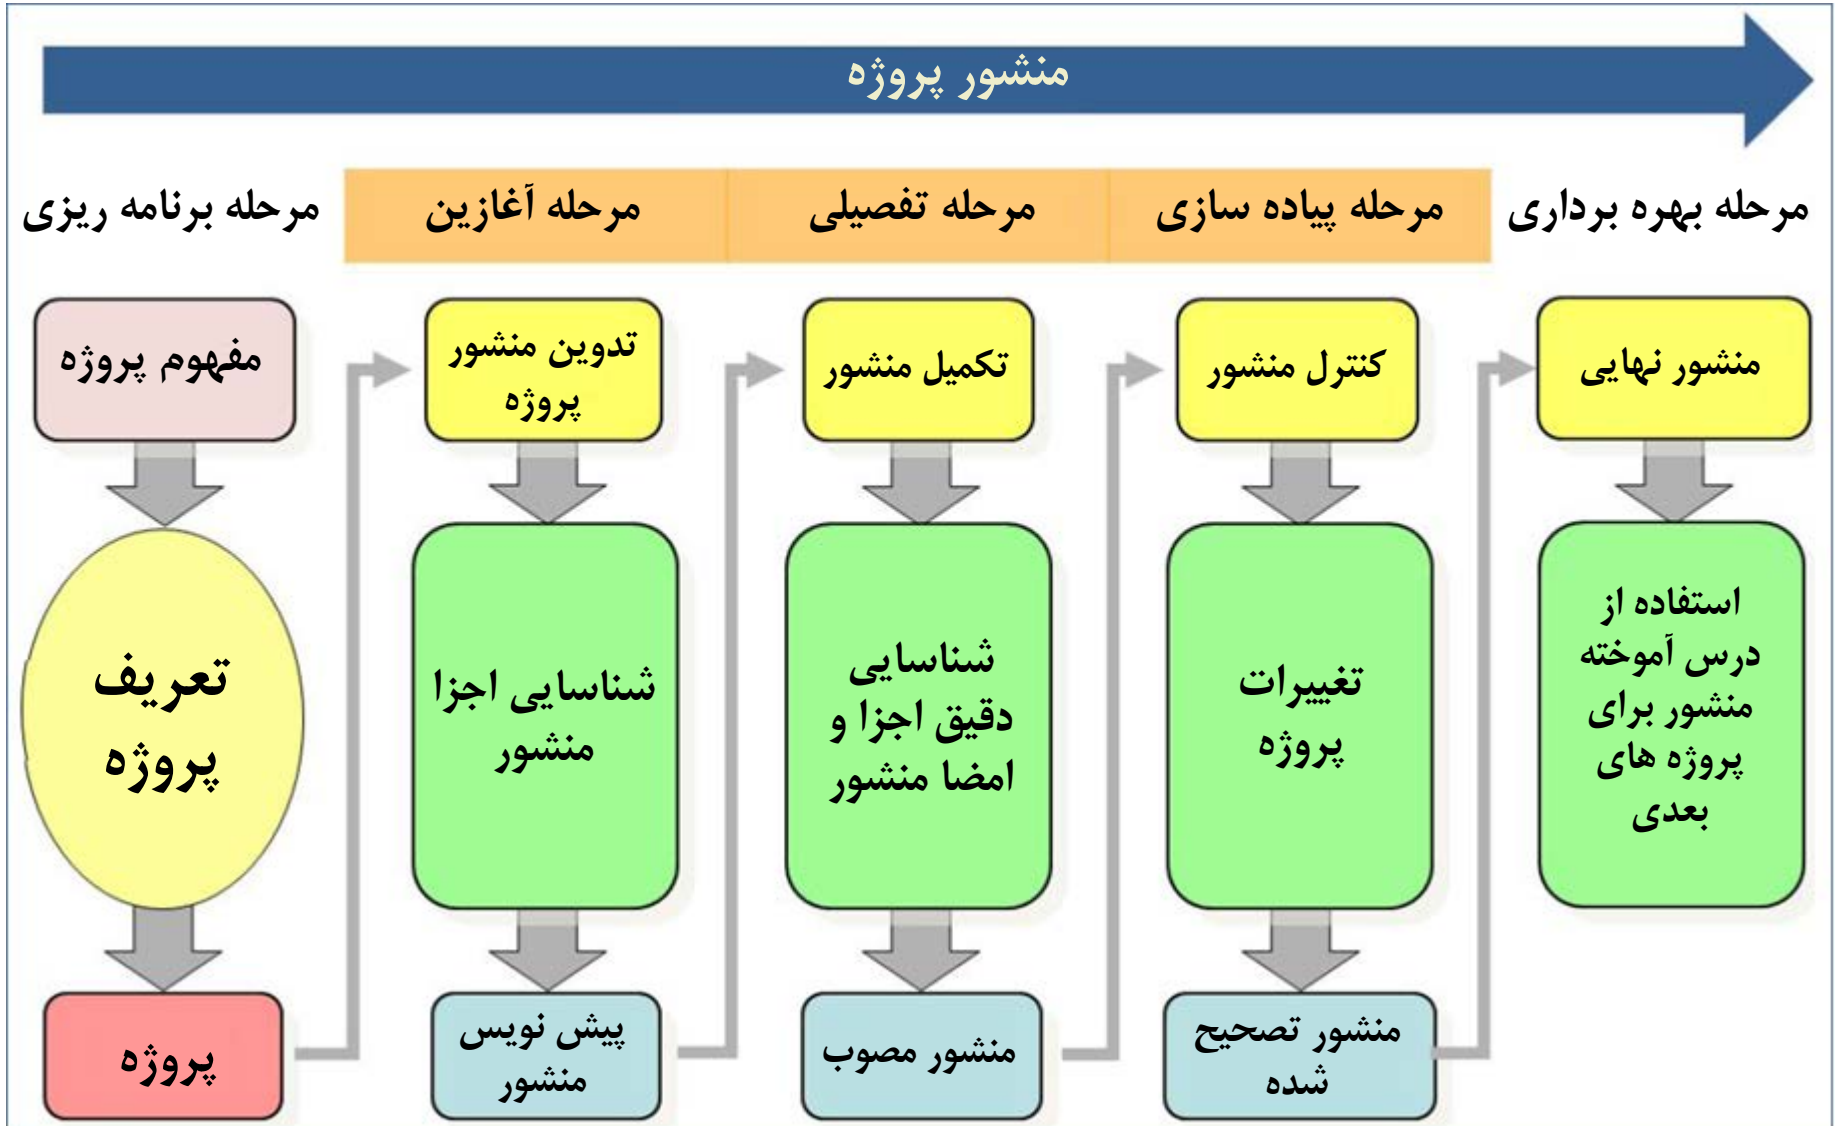 منشور پروژه
مرحله برنامه ریزی
مرحله آغازین
مرحله تفصیلی
مرحله پیاده سازی
مرحله بهره برداری
مفهوم پروژه
تعریف
پروژه
پروژه
تدوین منشور
پروژه
شناسایی اجزا
منشور
پیش نویس
منشور
تکمیل منشور
شناسایی
دقیق اجزا و
امضا منشور
منشور مصوب
کنترل منشور
تغییرات
پروژه
منشور تصحیح
شده
منشور نهایی
استفاده از
درس آموخته
منشور برای
پروژه های
بعدی